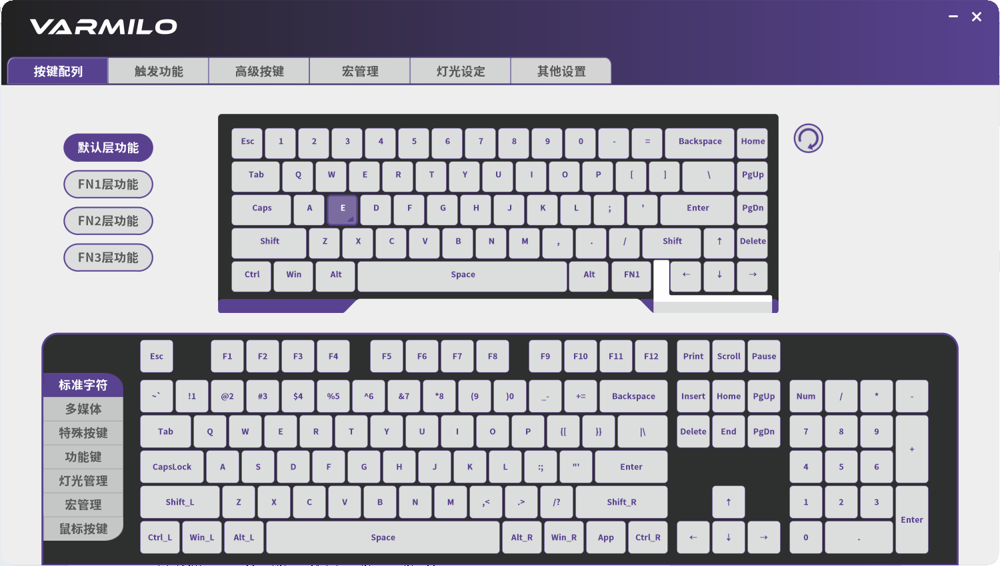 VARMILO
按键配列 触发功能 高级按键 宏管理 灯光设定 其他设置
默认层功能
FN1层功能
FN2层功能
FN3层功能
Esc 1 2 3 4 5 6 7 8 9 0 - = Backspace Home
Tab Q W E R T Y U I O P [ ] \ PgUp
Caps A E D F G H J K L ; ' Enter PgDn
Shift Z X C V B N M , . / Shift ↑ Delete
Ctrl Win Alt Space Alt FN1 ← ↓ →
标准字符
多媒体
特殊按键
功能键
灯光管理
宏管理
鼠标按键
Esc F1 F2 F3 F4 F5 F6 F7 F8 F9 F10 F11 F12 Print Scroll Pause
~` !1 @2 #3 $4 %5 ^6 &7 *8 (9 )0 _- += Backspace Insert Home PgUp Num / * -
Tab Q W E R T Y U I O P {[ }} |\ Delete End PgDn 7 8 9 +
CapsLock A S D F G H J K L :; "' Enter 4 5 6
Shift_L Z X C V B N M ,< .> /? Shift_R ↑ 1 2 3 Enter
Ctrl_L Win_L Alt_L Space Alt_R Win_R App Ctrl_R ← ↓ → 0 .